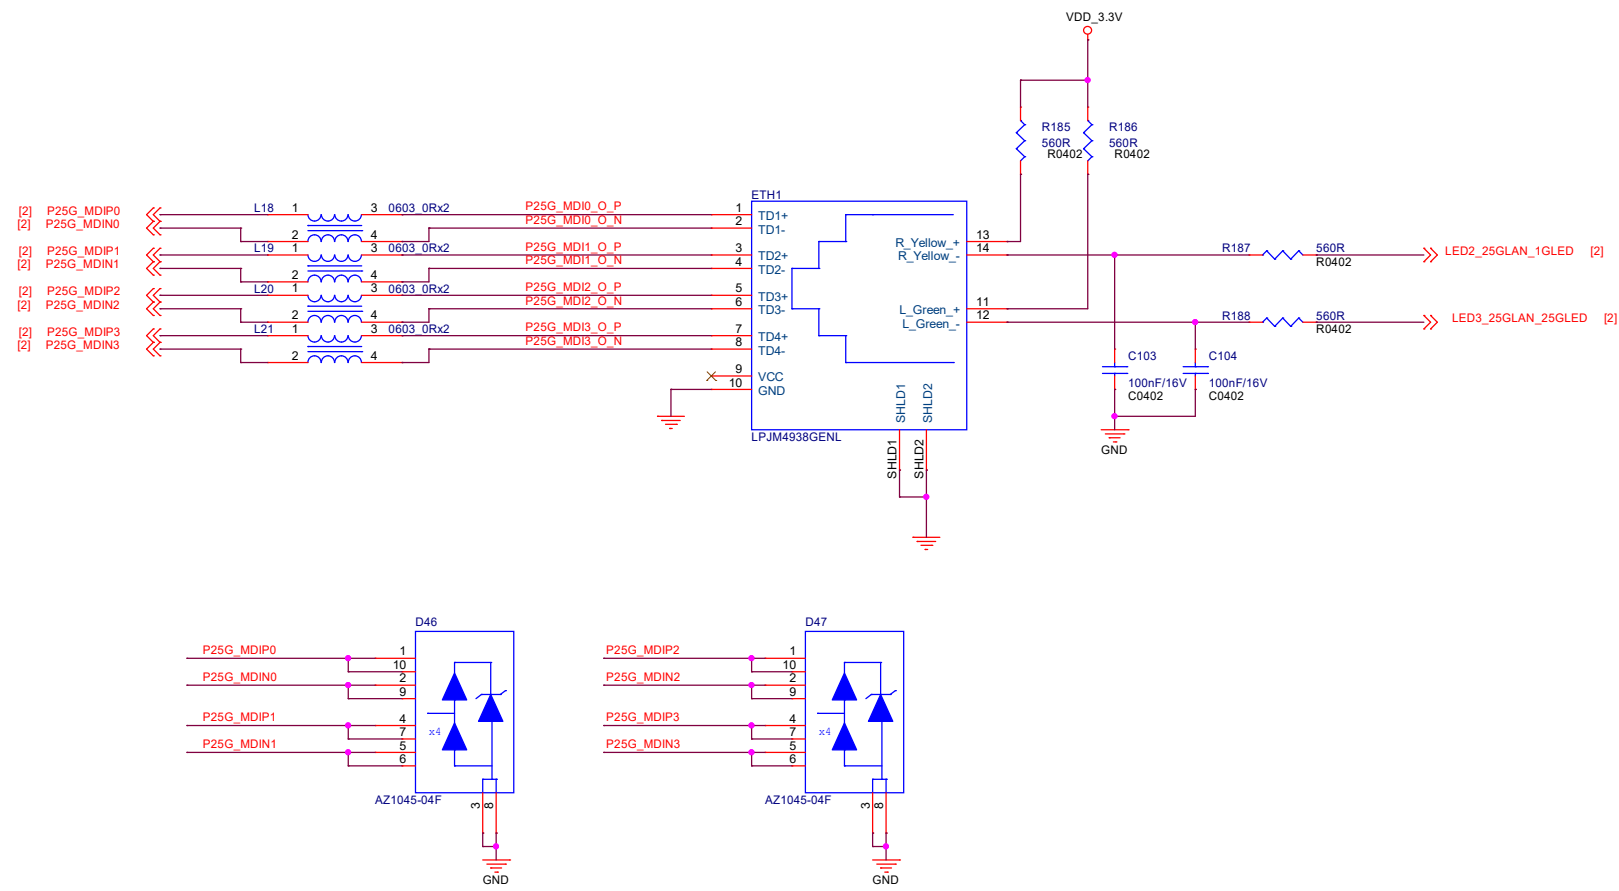 VDD_3.3V
R185
560R
R0402
R186
560R
R0402
ETH1
[2] P25G_MDIP0
[2] P25G_MDIN0
L18 1 3 0603_0Rx2
2 4
P25G_MDI0_O_P
P25G_MDI0_O_N
1 TD1+
2 TD1-
[2] P25G_MDIP1
[2] P25G_MDIN1
L19 1 3 0603_0Rx2
2 4
P25G_MDI1_O_P
P25G_MDI1_O_N
3 TD2+
4 TD2-
[2] P25G_MDIP2
[2] P25G_MDIN2
L20 1 3 0603_0Rx2
2 4
P25G_MDI2_O_P
P25G_MDI2_O_N
5 TD3+
6 TD3-
[2] P25G_MDIP3
[2] P25G_MDIN3
L21 1 3 0603_0Rx2
2 4
P25G_MDI3_O_P
P25G_MDI3_O_N
7 TD4+
8 TD4-
9 VCC
10 GND
R_Yellow_+ 13
R_Yellow_- 14
L_Green_+ 11
L_Green_- 12
SHLD1
SHLD2
SHLD1
SHLD2
LPJM4938GENL
R187 560R
R0402
LED2_25GLAN_1GLED [2]
R188 560R
R0402
LED3_25GLAN_25GLED [2]
C103
100nF/16V
C0402
C104
100nF/16V
C0402
GND
D46
P25G_MDIP0 1
10
P25G_MDIN0 2
9
P25G_MDIP1 4
7
P25G_MDIN1 5
6
x4
AZ1045-04F
3
8
GND
D47
P25G_MDIP2 1
10
P25G_MDIN2 2
9
P25G_MDIP3 4
7
P25G_MDIN3 5
6
x4
AZ1045-04F
3
8
GND